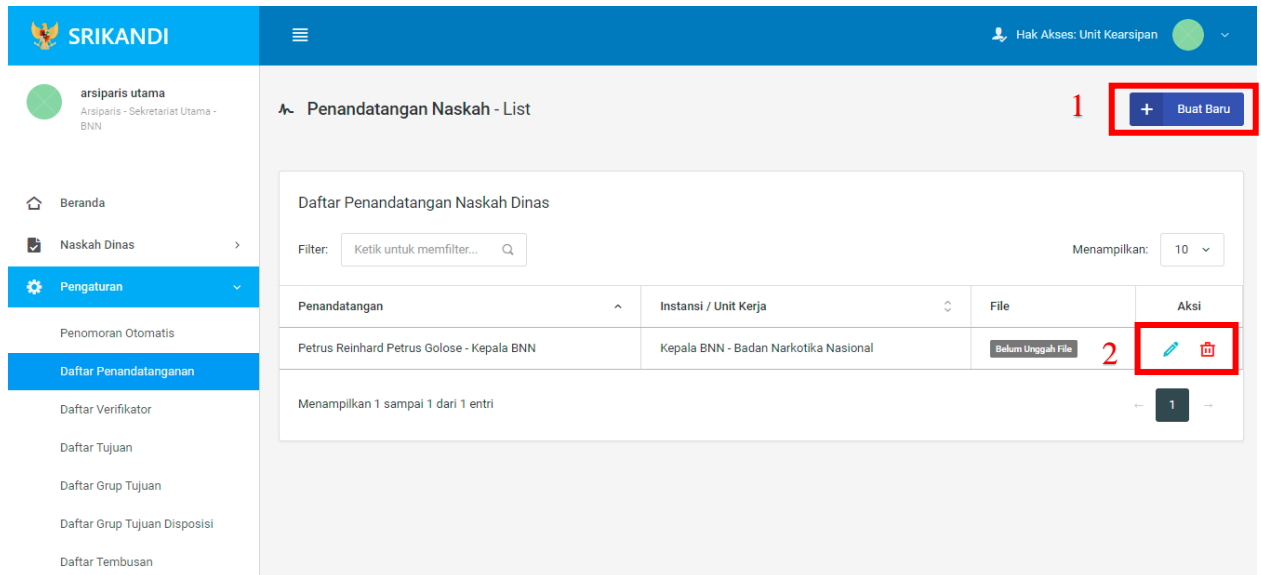 SRIKANDI
Hak Akses: Unit Kearsipan
arsiparis utama
Arsiparis - Sekretariat Utama -
BNN
Penandatangan Naskah - List
1
+ Buat Baru
Beranda
Naskah Dinas
Pengaturan
Penomoran Otomatis
Daftar Penandatanganan
Daftar Verifikator
Daftar Tujuan
Daftar Grup Tujuan
Daftar Grup Tujuan Disposisi
Daftar Tembusan
Daftar Penandatangan Naskah Dinas
Filter: Ketik untuk memfilter... Menampilkan: 10
Penandatangan Instansi / Unit Kerja File Aksi
Petrus Reinhard Petrus Golose - Kepala BNN Kepala BNN - Badan Narkotika Nasional Belum Unggah File 2
Menampilkan 1 sampai 1 dari 1 entri ← 1 →